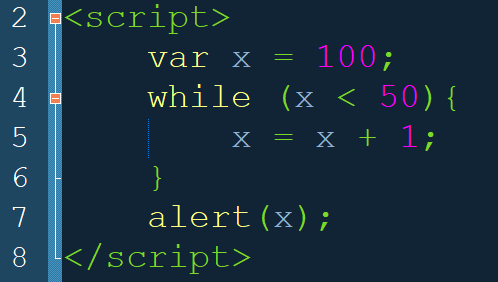 2 <script>
3 var x = 100;
4 while (x < 50){
5 x = x + 1;
6 }
7 alert(x);
8 </script>